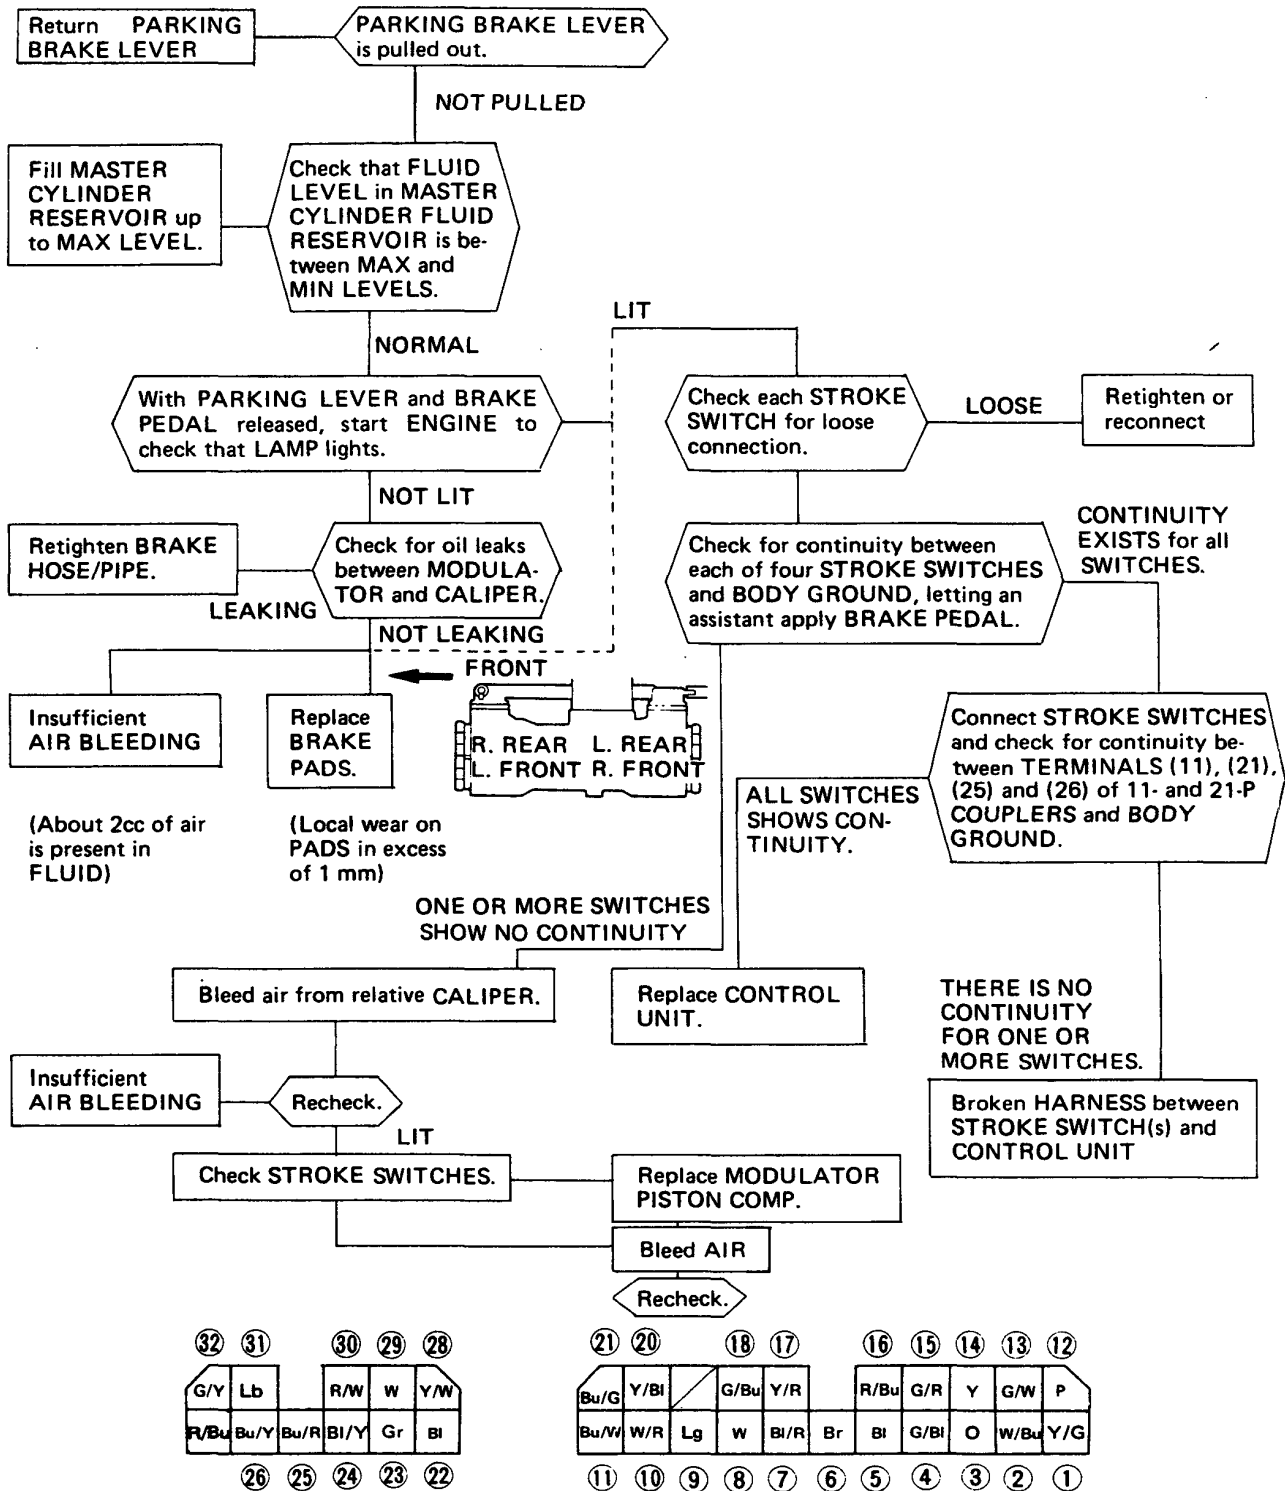 Return PARKING
BRAKE LEVER
PARKING BRAKE LEVER
is pulled out.
NOT PULLED
Fill MASTER
CYLINDER
RESERVOIR up
to MAX LEVEL.
Check that FLUID
LEVEL in MASTER
CYLINDER FLUID
RESERVOIR is be-
tween MAX and
MIN LEVELS.
NORMAL
LIT
With PARKING LEVER and BRAKE
PEDAL released, start ENGINE to
check that LAMP lights.
Check each STROKE
SWITCH for loose
connection.
LOOSE
Retighten or
reconnect
NOT LIT
Retighten BRAKE
HOSE/PIPE.
Check for oil leaks
between MODULA-
TOR and CALIPER.
LEAKING
NOT LEAKING
Check for continuity between
each of four STROKE SWITCHES
and BODY GROUND, letting an
assistant apply BRAKE PEDAL.
CONTINUITY
EXISTS for all
SWITCHES.
FRONT
Insufficient
AIR BLEEDING
Replace
BRAKE
PADS.
R. REAR L. REAR
L. FRONT R. FRONT
(About 2cc of air
is present in
FLUID)
(Local wear on
PADS in excess
of 1 mm)
Connect STROKE SWITCHES
and check for continuity be-
tween TERMINALS (11), (21),
(25) and (26) of 11- and 21-P
COUPLERS and BODY
GROUND.
ALL SWITCHES
SHOWS CON-
TINUITY.
ONE OR MORE SWITCHES
SHOW NO CONTINUITY
Bleed air from relative CALIPER.
Replace CONTROL
UNIT.
THERE IS NO
CONTINUITY
FOR ONE OR
MORE SWITCHES.
Insufficient
AIR BLEEDING
Recheck.
LIT
Broken HARNESS between
STROKE SWITCH(s) and
CONTROL UNIT
Check STROKE SWITCHES.
Replace MODULATOR
PISTON COMP.
Bleed AIR
Recheck.
32 31 30 29 28
G/Y Lb R/W W Y/W
R/Bu Bu/Y Bu/R Bl/Y Gr Bl
26 25 24 23 22
21 20 18 17 16 15 14 13 12
Bu/G Y/Bl G/Bu Y/R R/Bu G/R Y G/W P
Bu/W W/R Lg W Bl/R Br Bl G/Bl O W/Bu Y/G
11 10 9 8 7 6 5 4 3 2 1